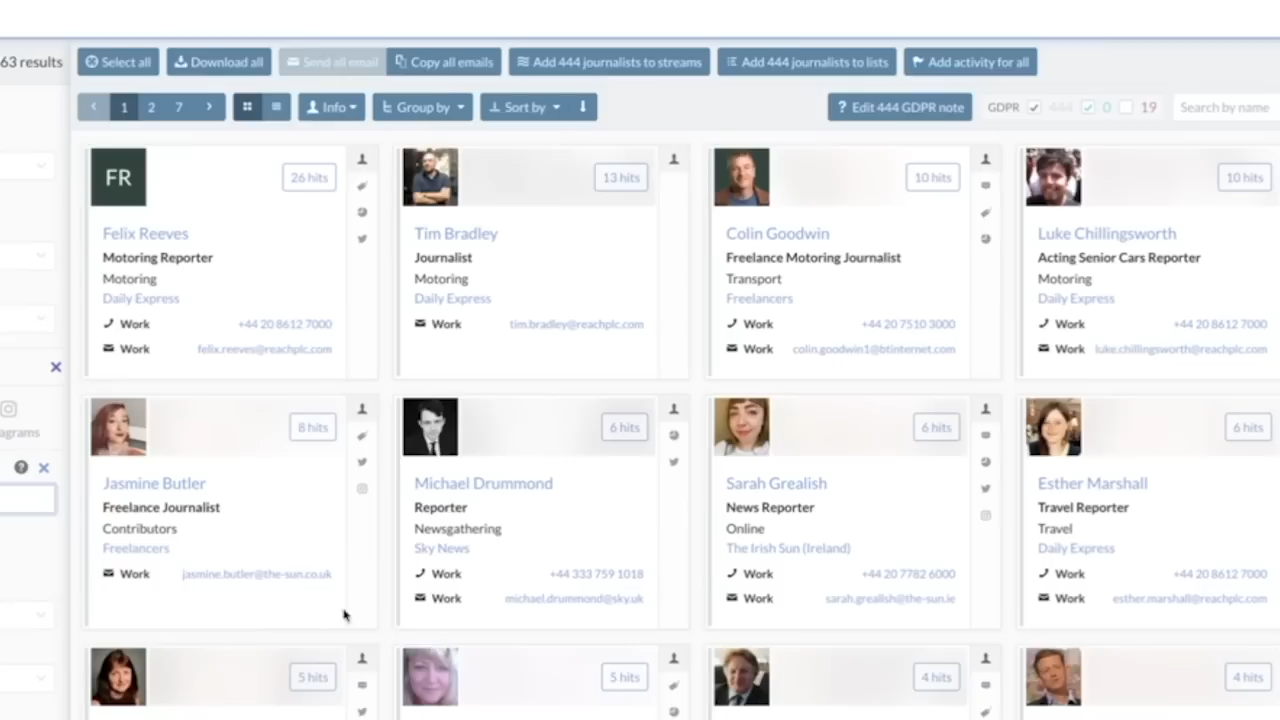 63 results Select all Download all Send all email Copy all emails Add 444 journalists to streams Add 444 journalists to lists Add activity for all
1 2 7 Info Group by Sort by ? Edit 444 GDPR note GDPR 444 0 19 Search by name
FR 26 hits
Felix Reeves
Motoring Reporter
Motoring
Daily Express
Work +44 20 8612 7000
Work felix.reeves@reachplc.com
13 hits
Tim Bradley
Journalist
Motoring
Daily Express
Work tim.bradley@reachplc.com
10 hits
Colin Goodwin
Freelance Motoring Journalist
Transport
Freelancers
Work +44 20 7510 3000
Work colin.goodwin1@btinternet.com
10 hits
Luke Chillingsworth
Acting Senior Cars Reporter
Motoring
Daily Express
Work +44 20 8612 7000
Work luke.chillingsworth@reachplc.com
agrams
8 hits
Jasmine Butler
Freelance Journalist
Contributors
Freelancers
Work jasmine.butler@the-sun.co.uk
6 hits
Michael Drummond
Reporter
Newsgathering
Sky News
Work +44 333 759 1018
Work michael.drummond@sky.uk
6 hits
Sarah Grealish
News Reporter
Online
The Irish Sun (Ireland)
Work +44 20 7782 6000
Work sarah.grealish@the-sun.ie
6 hits
Esther Marshall
Travel Reporter
Travel
Daily Express
Work +44 20 8612 7000
Work esther.marshall@reachplc.com
5 hits
5 hits
4 hits
4 hits